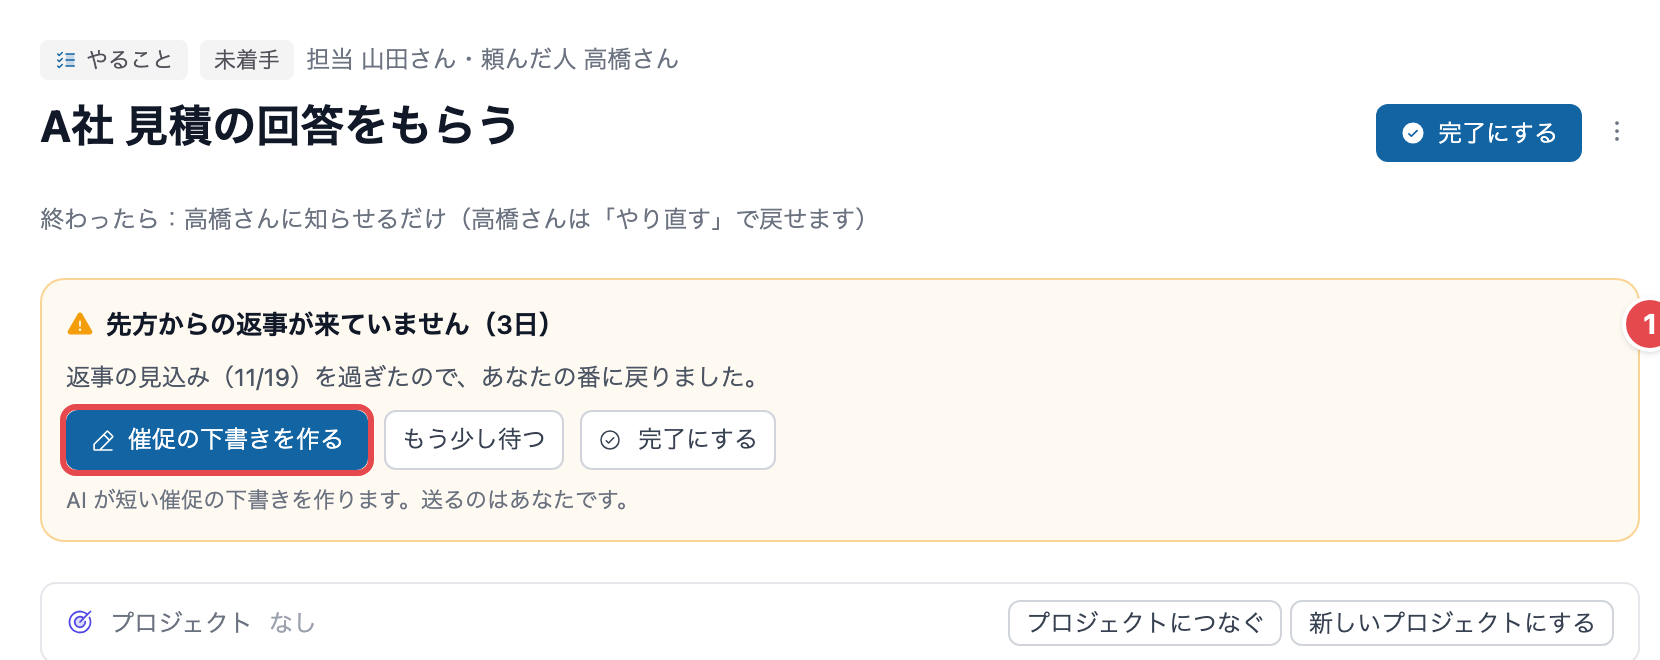 やること 未着手 担当 山田さん・頼んだ人 高橋さん
A社 見積の回答をもらう
完了にする
終わったら：高橋さんに知らせるだけ（高橋さんは「やり直す」で戻せます）
先方からの返事が来ていません（3日）
1
返事の見込み（11/19）を過ぎたので、あなたの番に戻りました。
催促の下書きを作る もう少し待つ 完了にする
AI が短い催促の下書きを作ります。送るのはあなたです。
プロジェクト なし プロジェクトにつなぐ 新しいプロジェクトにする